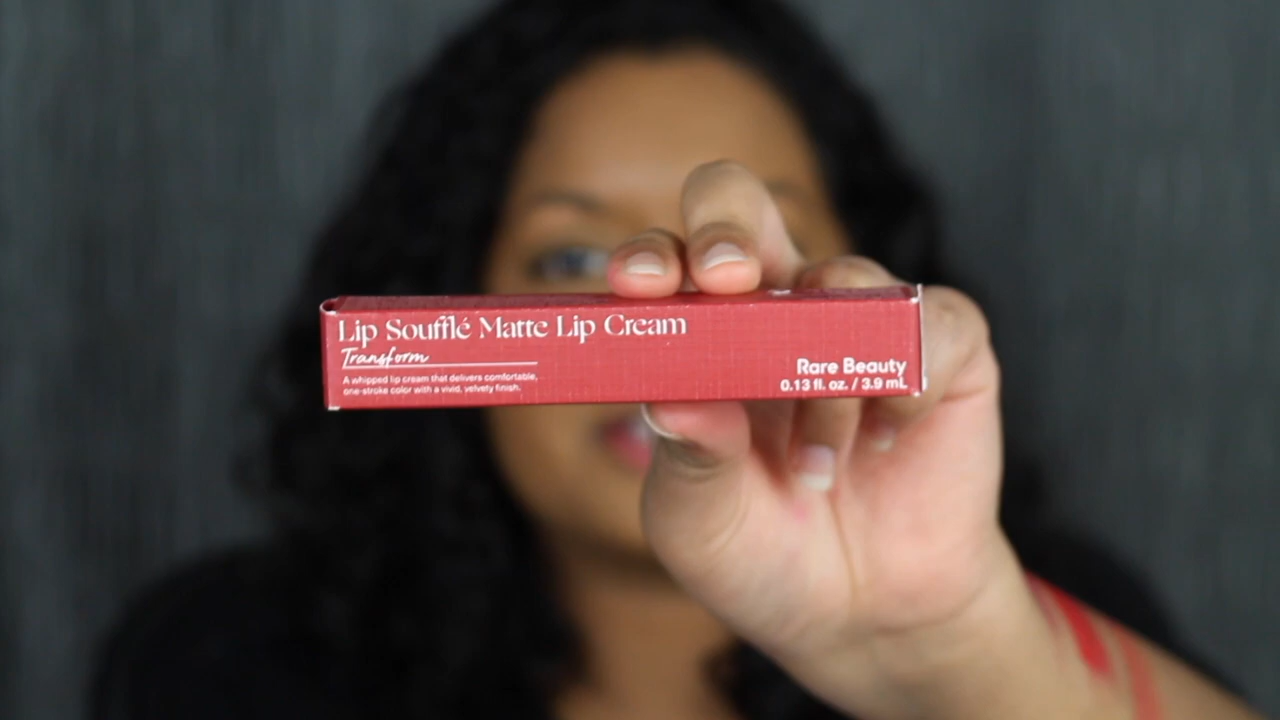 Lip Soufflé Matte Lip Cream
Transform
A whipped lip cream that delivers comfortable,
one-stroke color with a vivid, velvety finish.
Rare Beauty
0.13 fl. oz. / 3.9 mL